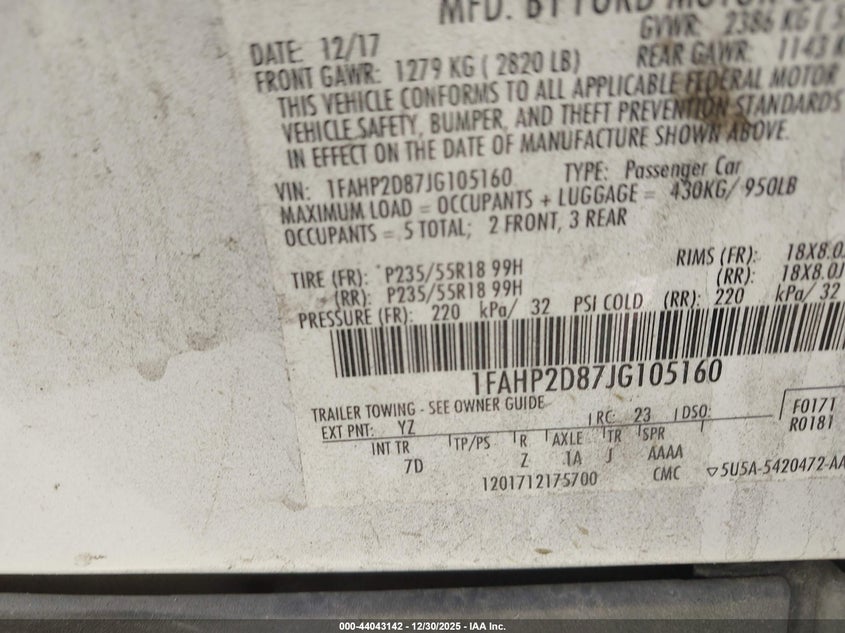 MFD. BY FORD MOTOR CO
GVWR: 2386 KG ( 5
DATE: 12/17
REAR GAWR: 1143 K
FRONT GAWR: 1279 KG ( 2820 LB)
THIS VEHICLE CONFORMS TO ALL APPLICABLE FEDERAL MOTOR
VEHICLE SAFETY, BUMPER, AND THEFT PREVENTION STANDARDS
IN EFFECT ON THE DATE OF MANUFACTURE SHOWN ABOVE.
VIN: 1FAHP2D87JG105160 TYPE: Passenger Car
MAXIMUM LOAD = OCCUPANTS + LUGGAGE = 430KG/ 950LB
OCCUPANTS = 5 TOTAL; 2 FRONT, 3 REAR
TIRE (FR): P235/55R18 99H RIMS (FR): 18X8.0J
(RR): P235/55R18 99H (RR): 18X8.0J
PRESSURE (FR): 220 kPa/ 32 PSI COLD (RR): 220 kPa/ 32
1FAHP2D87JG105160
TRAILER TOWING - SEE OWNER GUIDE
EXT PNT: YZ RC: 23 DSO: F0171
R0181
INT TR TP/PS R AXLE TR SPR
7D Z 1A J AAAA
1201712175700 CMC 5U5A-5420472-AA
000-44043142 - 12/30/2025 - IAA Inc.